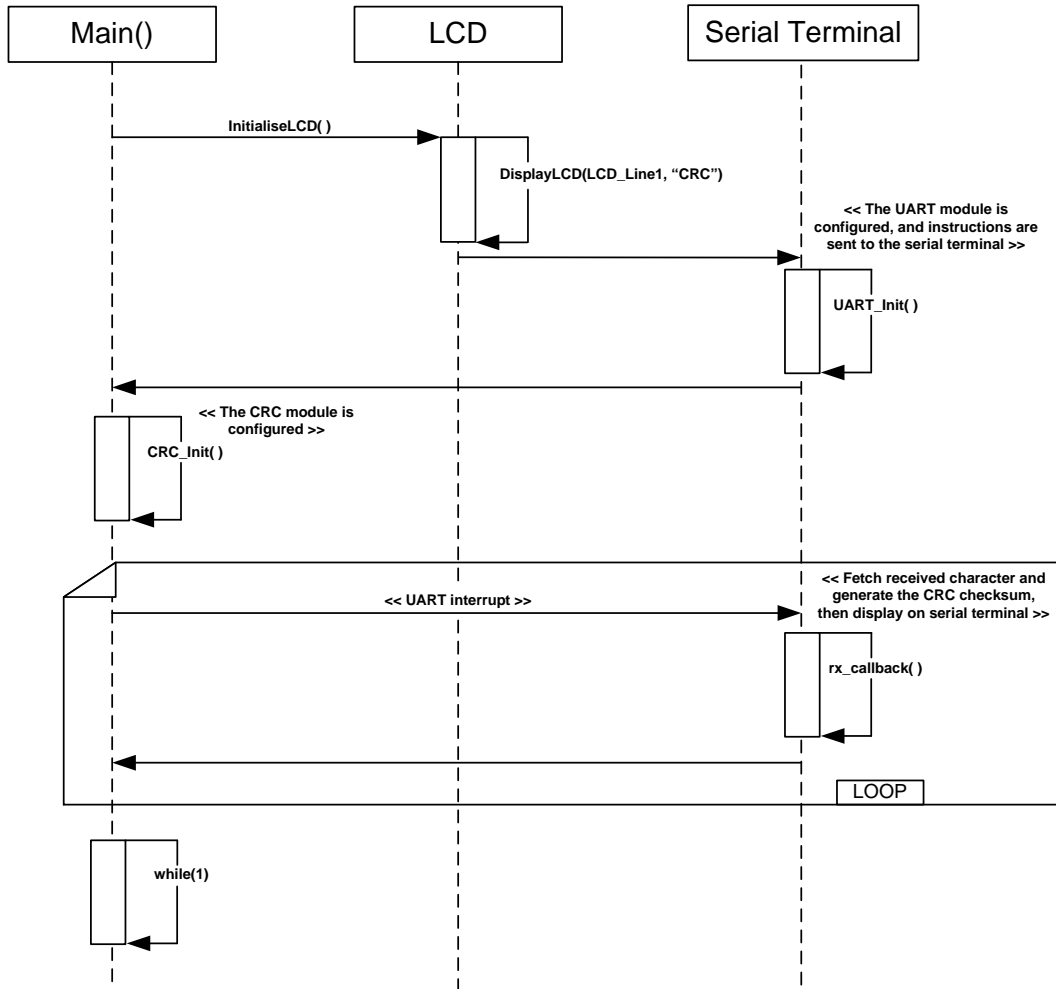 Main()
LCD
Serial Terminal
InitialiseLCD( )
DisplayLCD(LCD_Line1, “CRC”)
<< The UART module is
configured, and instructions are
sent to the serial terminal >>
UART_Init( )
<< The CRC module is
configured >>
CRC_Init( )
<< UART interrupt >>
<< Fetch received character and
generate the CRC checksum,
then display on serial terminal >>
rx_callback( )
LOOP
while(1)